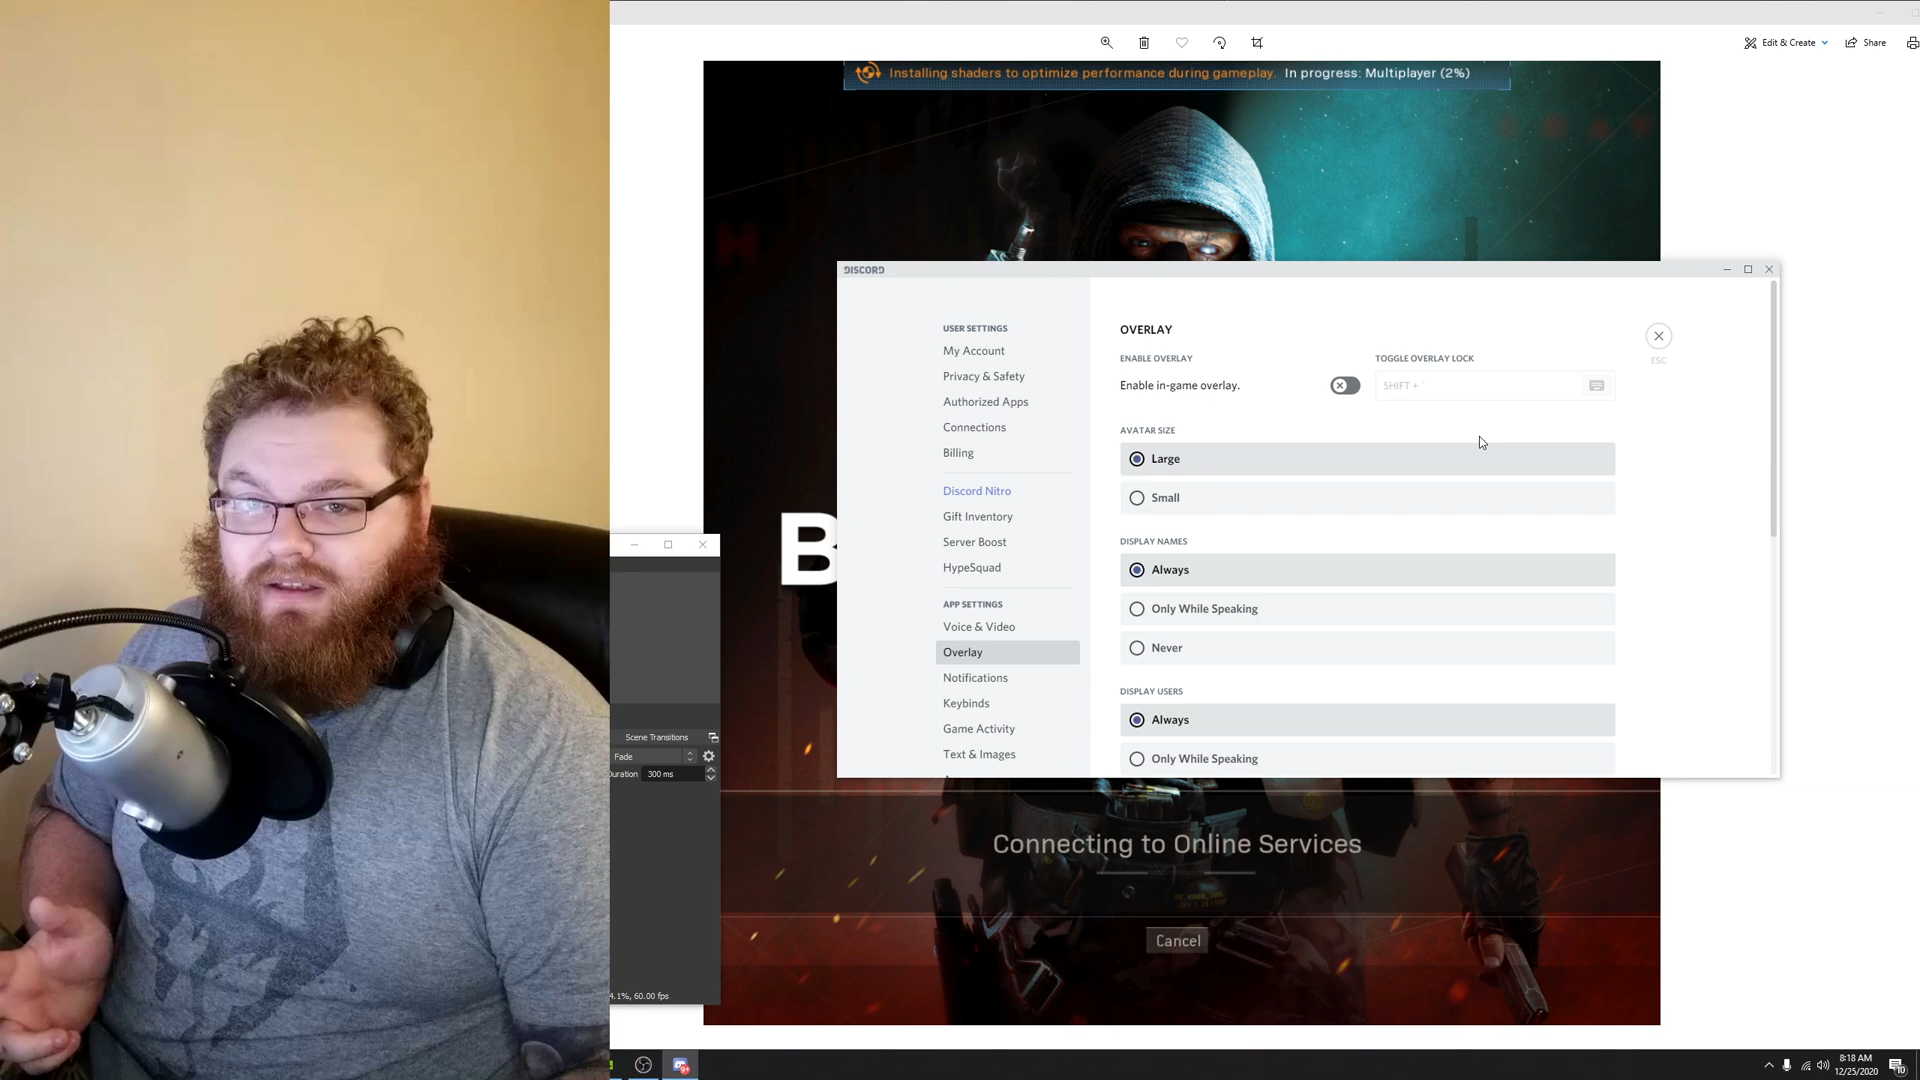 Edit & Create
Share
Installing shaders to optimize performance during gameplay. In progress: Multiplayer (2%)
DISCORD
USER SETTINGS
My Account
Privacy & Safety
Authorized Apps
Connections
Billing
Discord Nitro
Gift Inventory
Server Boost
HypeSquad
APP SETTINGS
Voice & Video
Overlay
Notifications
Keybinds
Game Activity
Text & Images
OVERLAY
ENABLE OVERLAY
Enable in-game overlay.
TOGGLE OVERLAY LOCK
SHIFT + `
ESC
AVATAR SIZE
Large
Small
DISPLAY NAMES
Always
Only While Speaking
Never
DISPLAY USERS
Always
Only While Speaking
B
Scene Transitions
Fade
Duration 300 ms
4.1%, 60.00 fps
Connecting to Online Services
Cancel
8:18 AM
12/25/2020